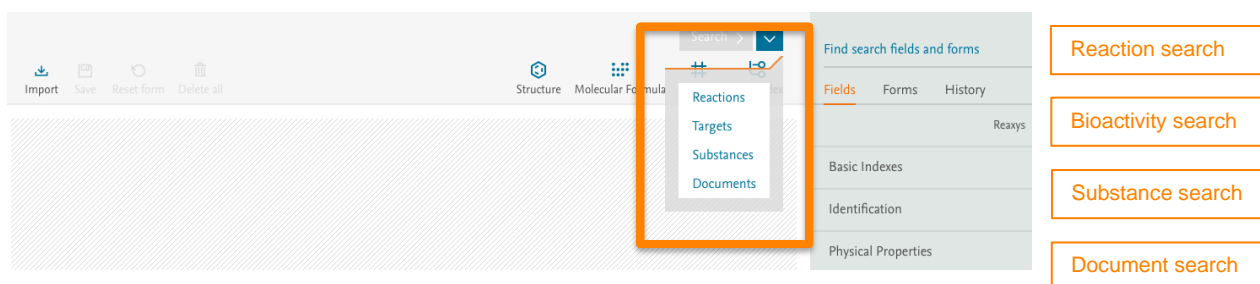 Search >
Find search fields and forms
Import Save Reset form Delete all
Structure Molecular Formula
Fields Forms History
Reaxys
Reactions
Targets
Substances
Documents
Basic Indexes
Identification
Physical Properties
Reaction search
Bioactivity search
Substance search
Document search